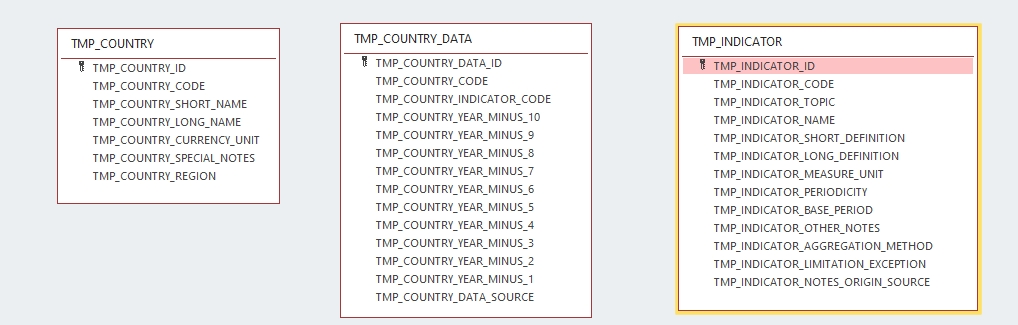 TMP_COUNTRY
TMP_COUNTRY_ID
TMP_COUNTRY_CODE
TMP_COUNTRY_SHORT_NAME
TMP_COUNTRY_LONG_NAME
TMP_COUNTRY_CURRENCY_UNIT
TMP_COUNTRY_SPECIAL_NOTES
TMP_COUNTRY_REGION
TMP_COUNTRY_DATA
TMP_COUNTRY_DATA_ID
TMP_COUNTRY_CODE
TMP_COUNTRY_INDICATOR_CODE
TMP_COUNTRY_YEAR_MINUS_10
TMP_COUNTRY_YEAR_MINUS_9
TMP_COUNTRY_YEAR_MINUS_8
TMP_COUNTRY_YEAR_MINUS_7
TMP_COUNTRY_YEAR_MINUS_6
TMP_COUNTRY_YEAR_MINUS_5
TMP_COUNTRY_YEAR_MINUS_4
TMP_COUNTRY_YEAR_MINUS_3
TMP_COUNTRY_YEAR_MINUS_2
TMP_COUNTRY_YEAR_MINUS_1
TMP_COUNTRY_DATA_SOURCE
TMP_INDICATOR
TMP_INDICATOR_ID
TMP_INDICATOR_CODE
TMP_INDICATOR_TOPIC
TMP_INDICATOR_NAME
TMP_INDICATOR_SHORT_DEFINITION
TMP_INDICATOR_LONG_DEFINITION
TMP_INDICATOR_MEASURE_UNIT
TMP_INDICATOR_PERIODICITY
TMP_INDICATOR_BASE_PERIOD
TMP_INDICATOR_OTHER_NOTES
TMP_INDICATOR_AGGREGATION_METHOD
TMP_INDICATOR_LIMITATION_EXCEPTION
TMP_INDICATOR_NOTES_ORIGIN_SOURCE